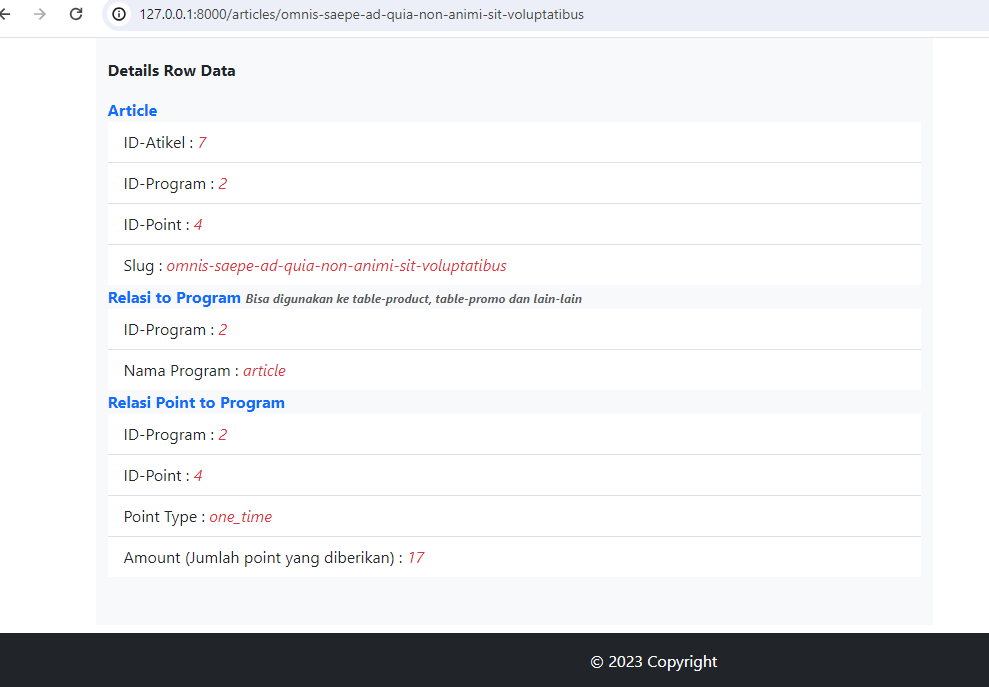 127.0.0.1:8000/articles/omnis-saepe-ad-quia-non-animi-sit-voluptatibus
Details Row Data
Article
ID-Atikel : 7
ID-Program : 2
ID-Point : 4
Slug : omnis-saepe-ad-quia-non-animi-sit-voluptatibus
Relasi to Program Bisa digunakan ke table-product, table-promo dan lain-lain
ID-Program : 2
Nama Program : article
Relasi Point to Program
ID-Program : 2
ID-Point : 4
Point Type : one_time
Amount (Jumlah point yang diberikan) : 17
© 2023 Copyright